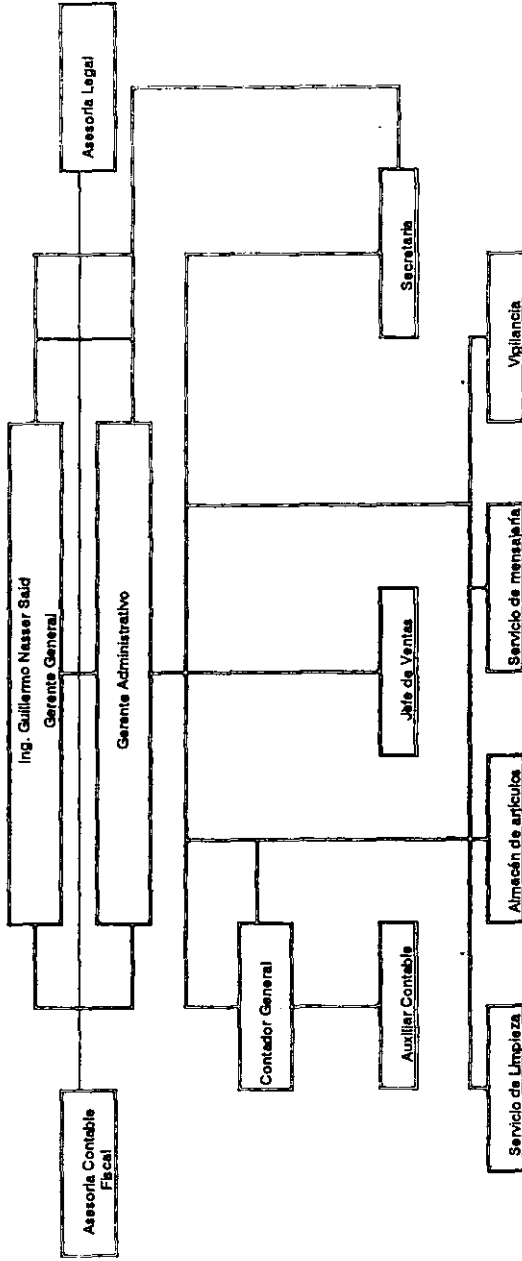 Ing. Guillermo Nasser Said
Gerente General
Asesoría Contable
Fiscal
Asesoría Legal
Gerente Administrativo
Contador General
Auxiliar Contable
Jefe de Ventas
Secretaria
Servicio de Limpieza
Almacén de artículos
Servicio de mensajería
Vigilancia